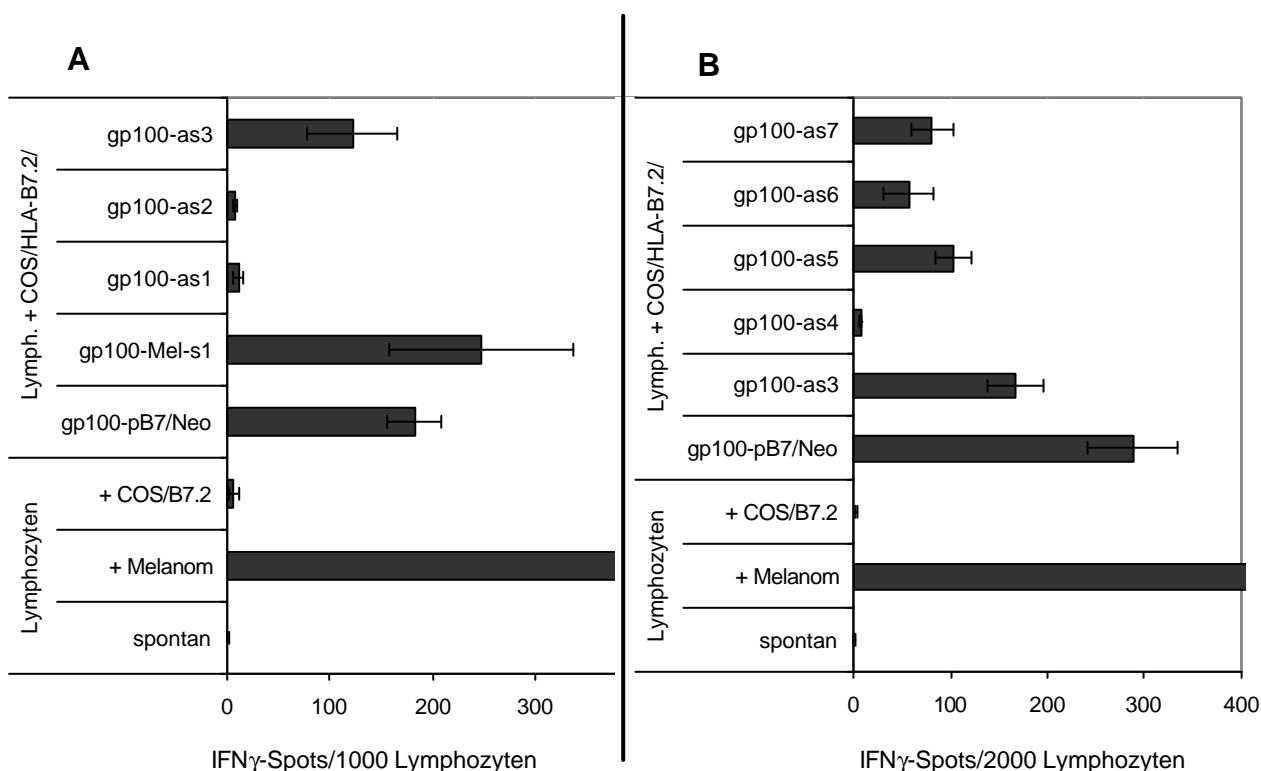 A
Lymph. + COS/HLA-B7.2/
gp100-as3
gp100-as2
gp100-as1
gp100-Mel-s1
gp100-pB7/Neo
Lymphozyten
+ COS/B7.2
+ Melanom
spontan
0 100 200 300
IFNγ-Spots/1000 Lymphozyten
B
Lymph. + COS/HLA-B7.2/
gp100-as7
gp100-as6
gp100-as5
gp100-as4
gp100-as3
gp100-pB7/Neo
Lymphozyten
+ COS/B7.2
+ Melanom
spontan
0 100 200 300 400
IFNγ-Spots/2000 Lymphozyten